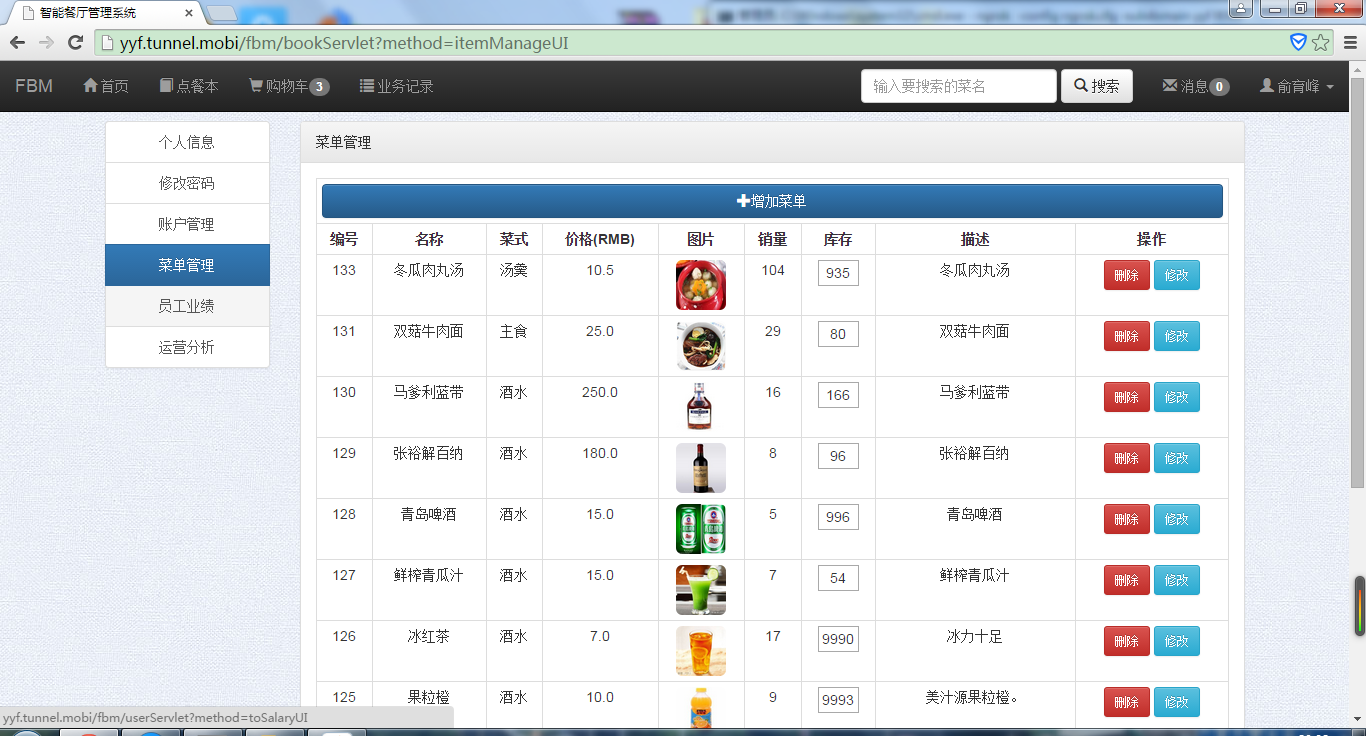 智能餐厅管理系统
yyf.tunnel.mobi/fbm/bookServlet?method=itemManageUI
FBM 首页 点餐本 购物车 3 业务记录 输入要搜索的菜名 搜索 消息 0 俞育峰
个人信息
修改密码
账户管理
菜单管理
员工业绩
运营分析
菜单管理
增加菜单
编号 名称 菜式 价格(RMB) 图片 销量 库存 描述 操作
133 冬瓜肉丸汤 汤羹 10.5 104 935 冬瓜肉丸汤 删除 修改
131 双菇牛肉面 主食 25.0 29 80 双菇牛肉面 删除 修改
130 马爹利蓝带 酒水 250.0 16 166 马爹利蓝带 删除 修改
129 张裕解百纳 酒水 180.0 8 96 张裕解百纳 删除 修改
128 青岛啤酒 酒水 15.0 5 996 青岛啤酒 删除 修改
127 鲜榨青瓜汁 酒水 15.0 7 54 鲜榨青瓜汁 删除 修改
126 冰红茶 酒水 7.0 17 9990 冰力十足 删除 修改
125 果粒橙 酒水 10.0 9 9993 美汁源果粒橙。 删除 修改
yyf.tunnel.mobi/fbm/userServlet?method=toSalaryUI